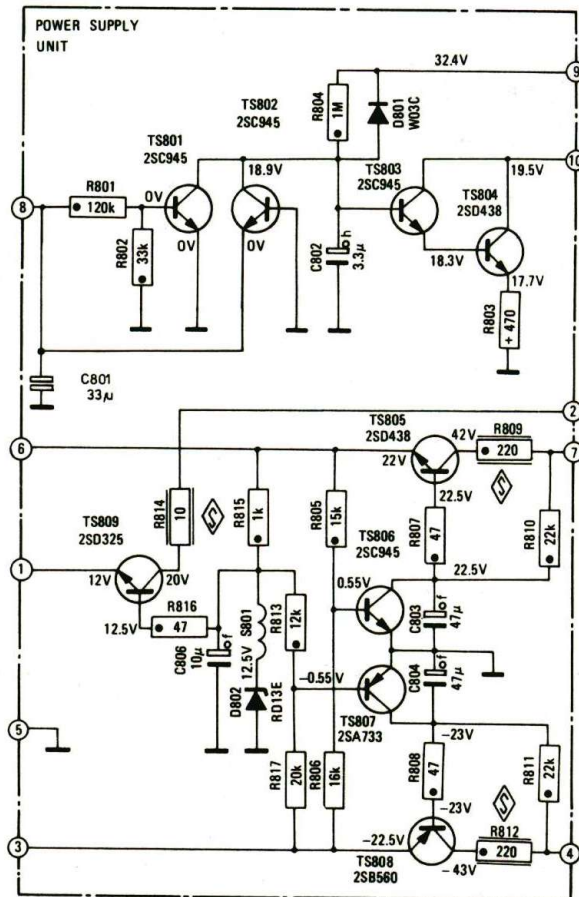 POWER SUPPLY
UNIT
9
32.4V
R804
1M
D801
W03C
TS802
2SC945
TS801
2SC945
TS803
2SC945
10
18.9V
TS804
2SD438
19.5V
8
R801
120k
0V
0V
0V
R802
33k
C802
3.3µ
h
18.3V
17.7V
R803
+ 470
C801
33µ
2
TS805
2SD438
42V
R809
220
6
7
22V
S
R814
10
S
R815
1k
R805
15k
22.5V
R807
47
R810
22k
TS809
2SD325
TS806
2SC945
1
12V
20V
0.55V
22.5V
R816
47
12.5V
S801
R813
12k
C803
47µ
f
C806
10µ
f
12.5V
C804
47µ
f
-0.55V
D802
RD13E
5
TS807
2SA733
-23V
R817
20k
R806
16k
R808
47
R811
22k
-23V
S
3
-22.5V
R812
220
4
TS808
2SB560
-43V